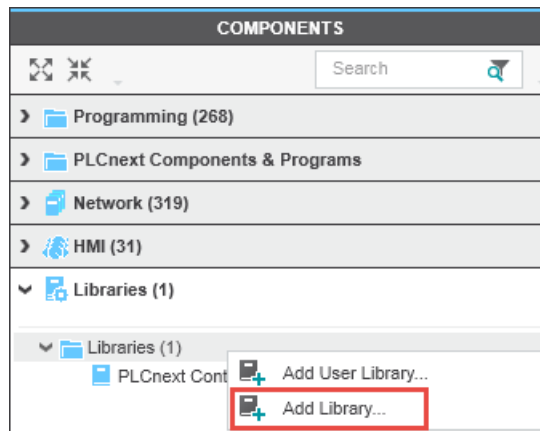 COMPONENTS
Search
Programming (268)
PLCnext Components & Programs
Network (319)
HMI (31)
Libraries (1)
Libraries (1)
PLCnext Cont
Add User Library...
Add Library...